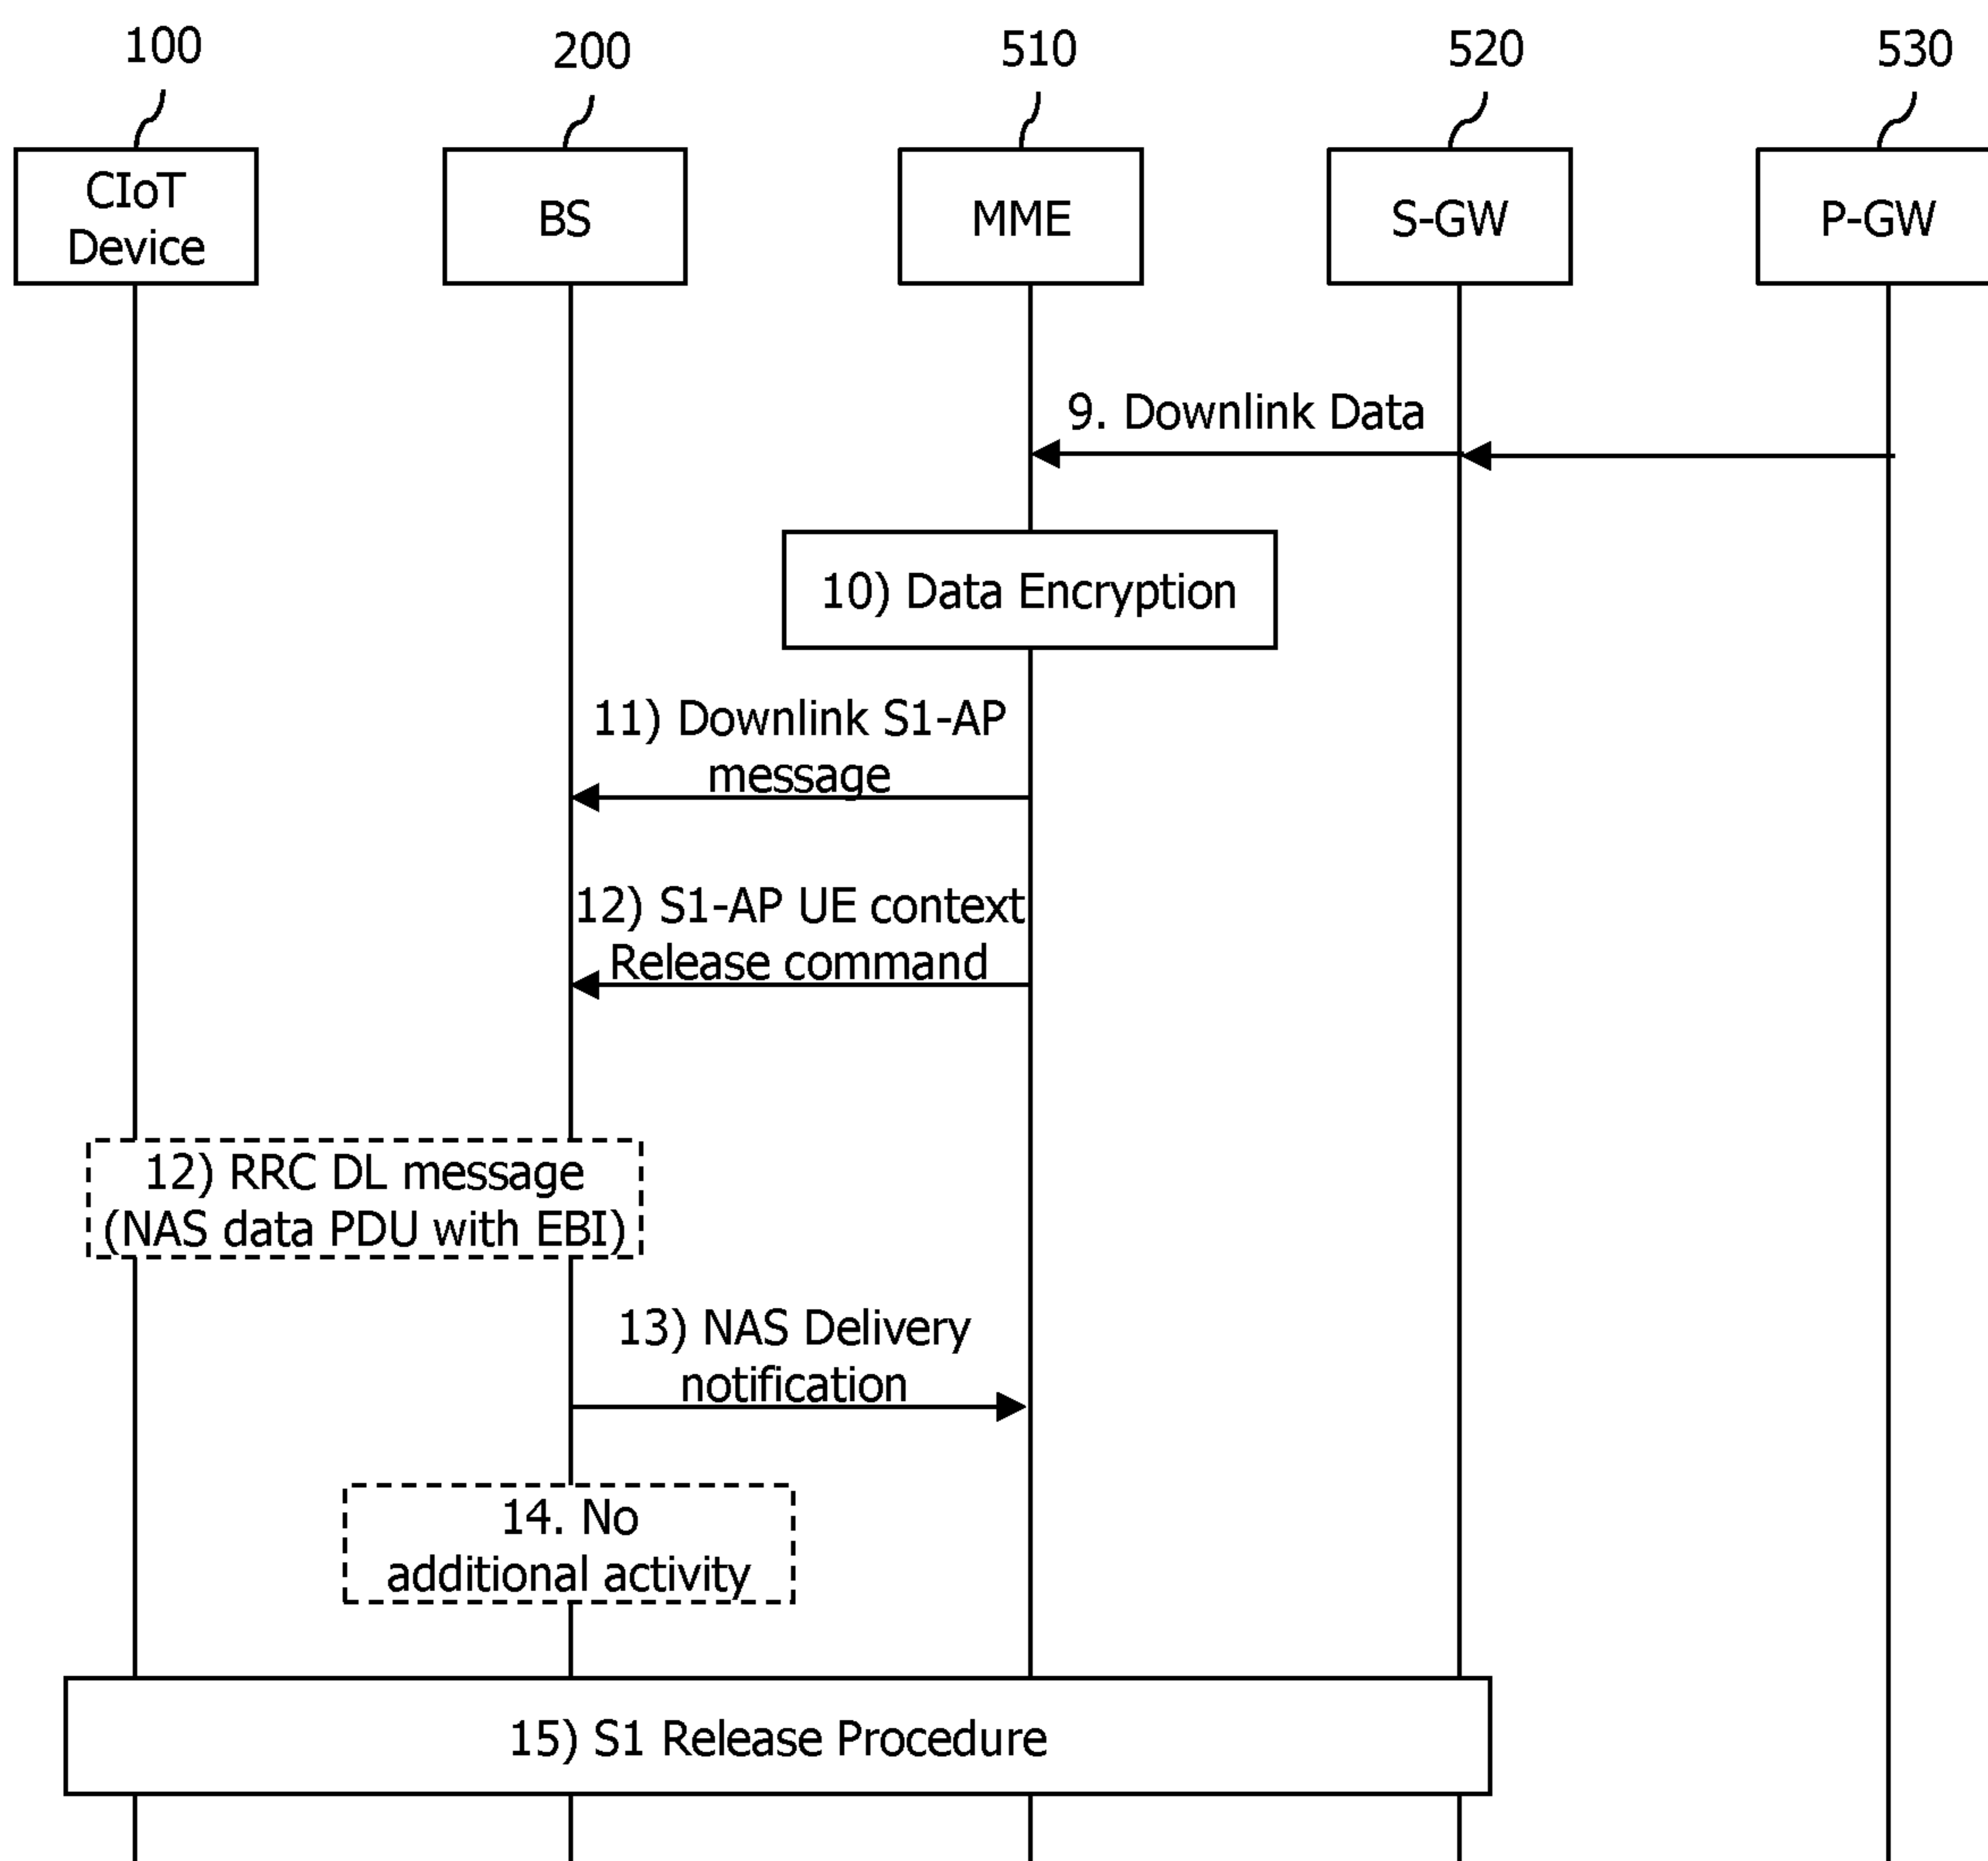 100
200
510
520
530
CIoT
Device
BS
MME
S-GW
P-GW
9. Downlink Data
10) Data Encryption
11) Downlink S1-AP
message
12) S1-AP UE context
Release command
12) RRC DL message
(NAS data PDU with EBI)
13) NAS Delivery
notification
14. No
additional activity
15) S1 Release Procedure